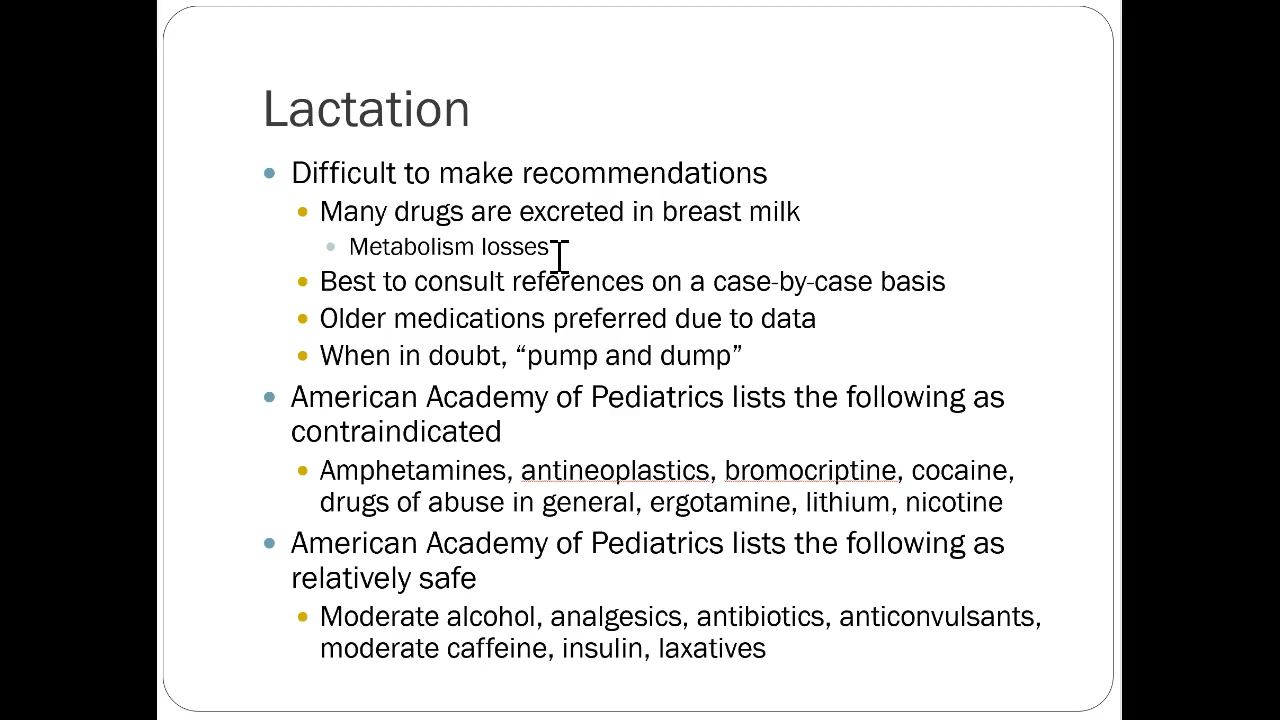 Lactation
Difficult to make recommendations
Many drugs are excreted in breast milk
Metabolism losses
Best to consult references on a case-by-case basis
Older medications preferred due to data
When in doubt, “pump and dump”
American Academy of Pediatrics lists the following as
contraindicated
Amphetamines, antineoplastics, bromocriptine, cocaine,
drugs of abuse in general, ergotamine, lithium, nicotine
American Academy of Pediatrics lists the following as
relatively safe
Moderate alcohol, analgesics, antibiotics, anticonvulsants,
moderate caffeine, insulin, laxatives